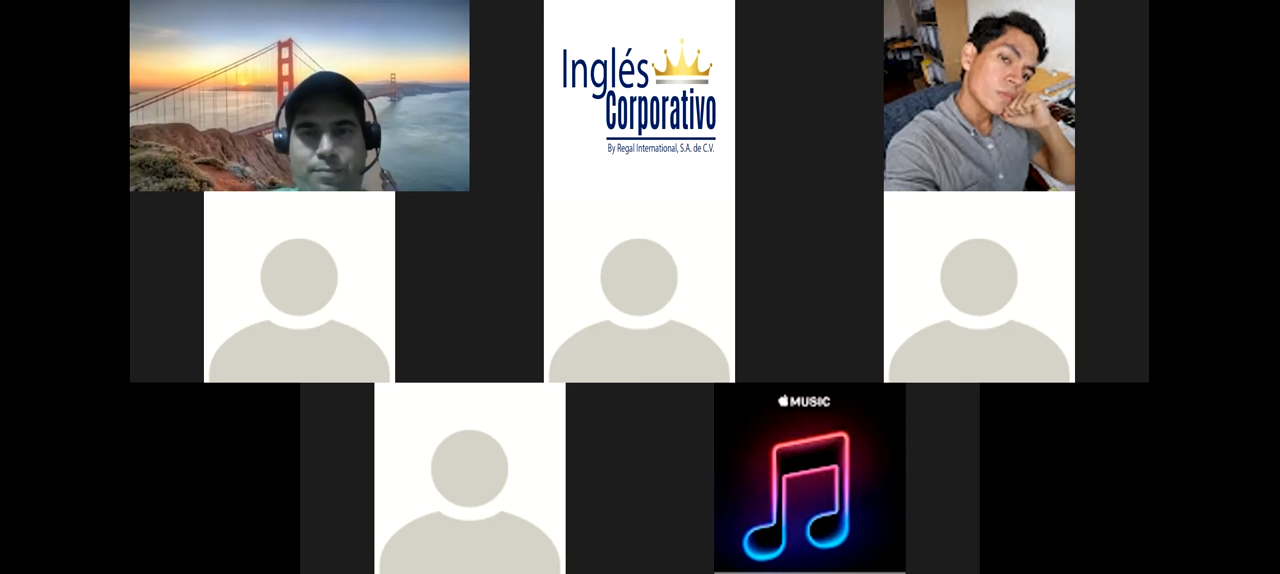 Inglés
Corporativo
By Regal International, S.A. de C.V.
MUSIC